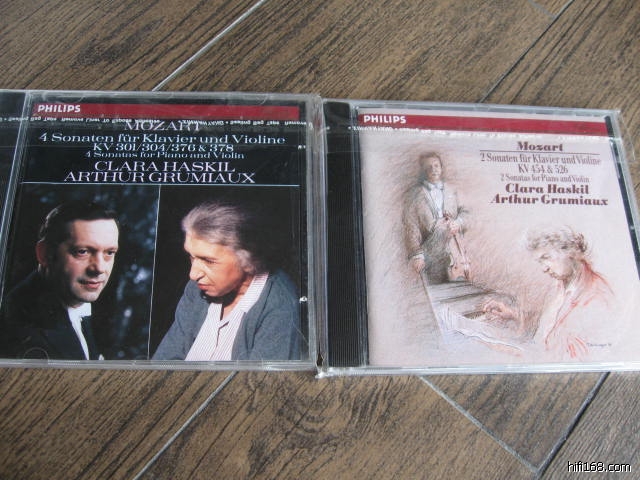 PHILIPS
MOZART
4 Sonaten für Klavier und Violine
KV 301/304/376 & 378
4 Sonatas for Piano and Violin
CLARA HASKIL
ARTHUR GRUMIAUX
PHILIPS
Mozart
2 Sonaten für Klavier und Violine
KV 454 & 526
2 Sonatas for Piano and Violin
Clara Haskil
Arthur Grumiaux
hifi168.com